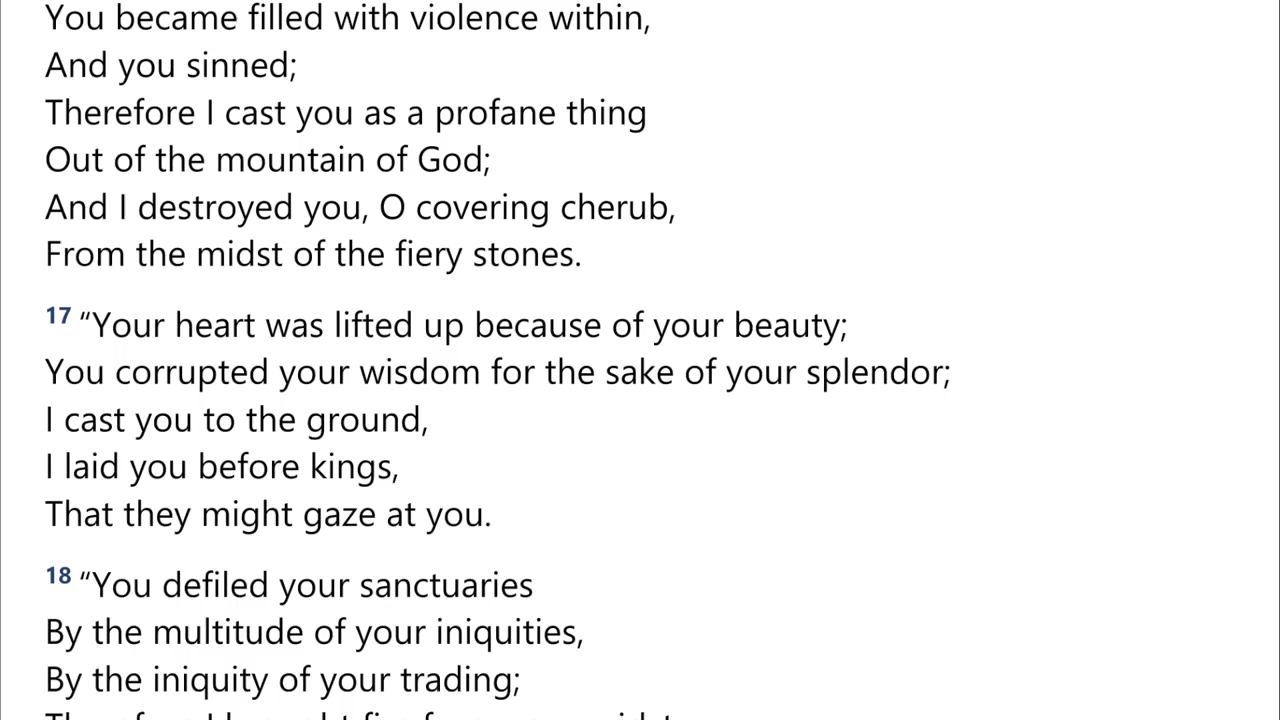 You became filled with violence within,
And you sinned;
Therefore I cast you as a profane thing
Out of the mountain of God;
And I destroyed you, O covering cherub,
From the midst of the fiery stones.
17 “Your heart was lifted up because of your beauty;
You corrupted your wisdom for the sake of your splendor;
I cast you to the ground,
I laid you before kings,
That they might gaze at you.
18 “You defiled your sanctuaries
By the multitude of your iniquities,
By the iniquity of your trading;